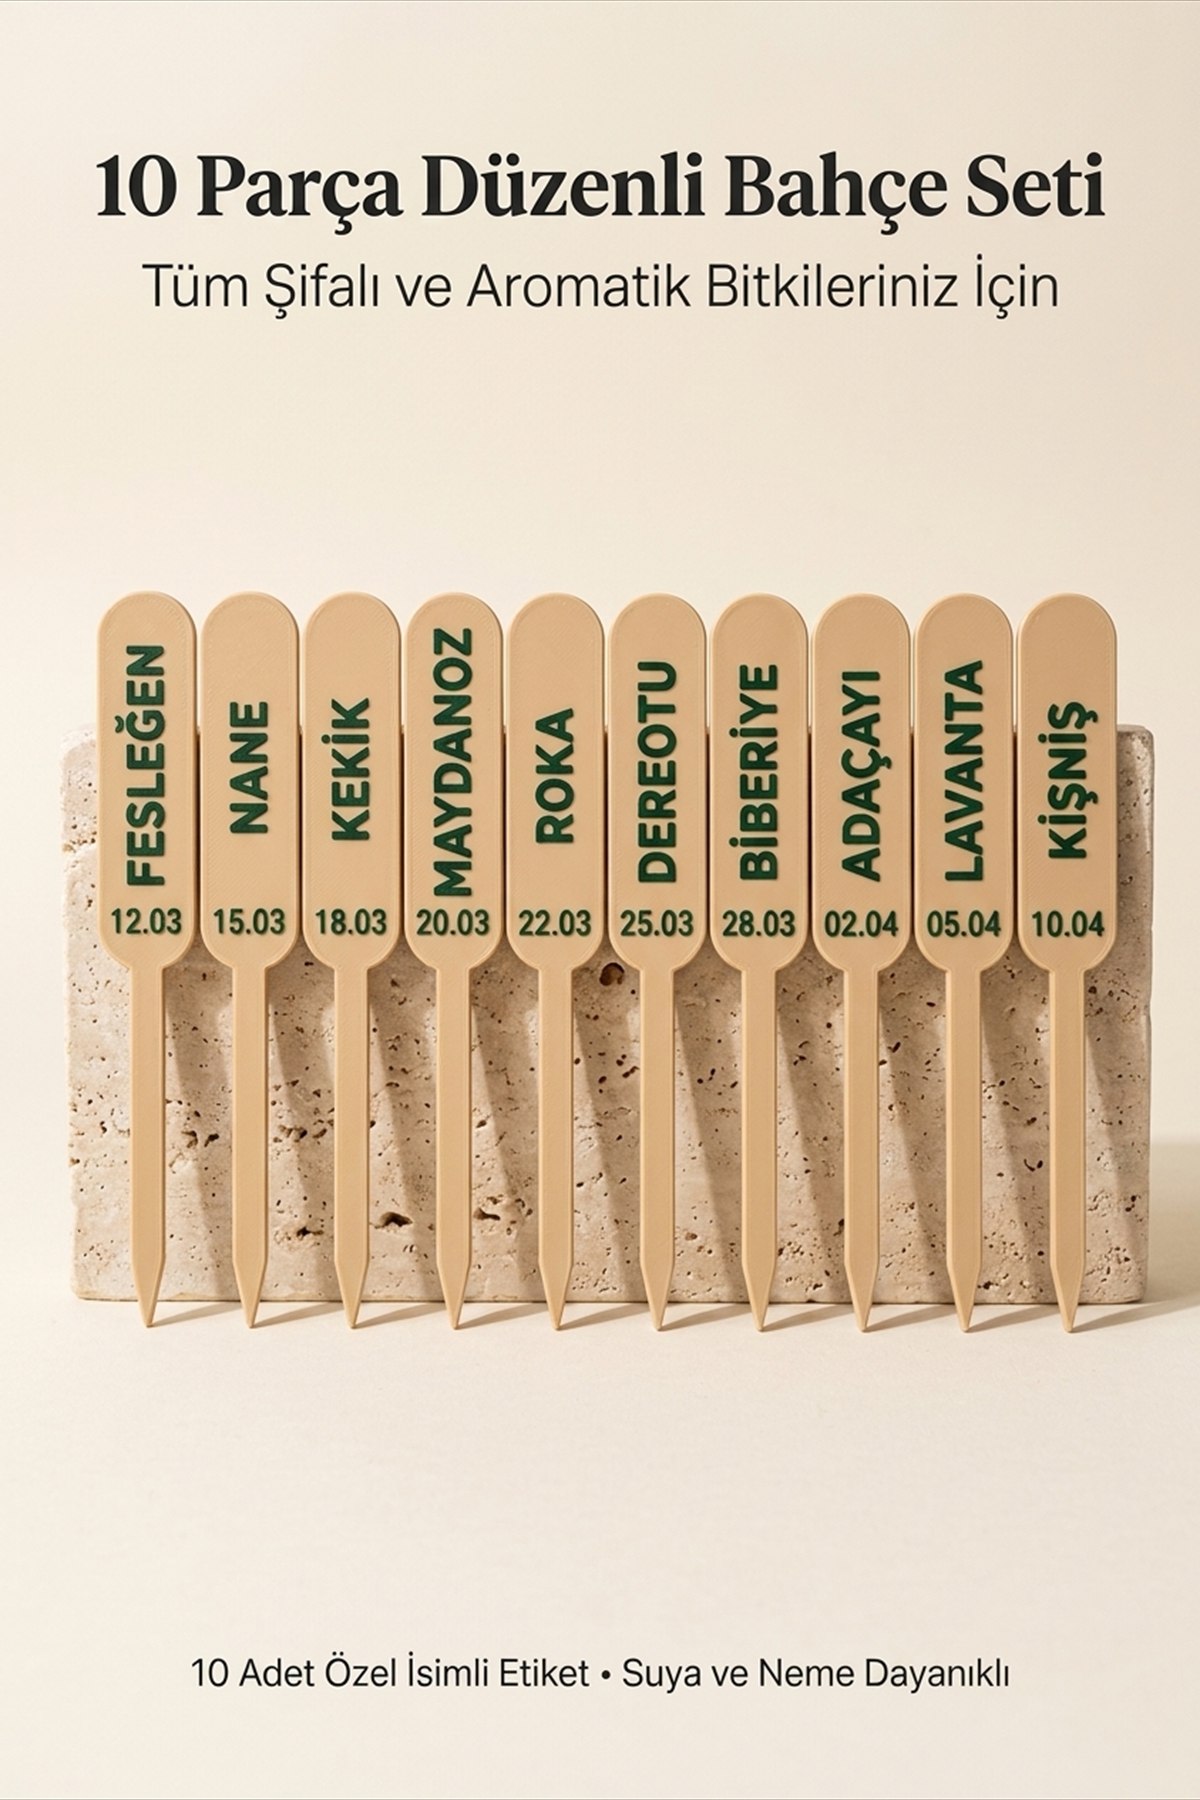 10 Parça Düzenli Bahçe Seti
Tüm Şifalı ve Aromatik Bitkileriniz İçin
FESLEĞEN
12.03
NANE
15.03
KEKİK
18.03
MAYDANOZ
20.03
ROKA
22.03
DEREOTU
25.03
BİBERİYE
28.03
ADAÇAYI
02.04
LAVANTA
05.04
KİŞNİŞ
10.04
10 Adet Özel İsimli Etiket • Suya ve Neme Dayanıklı